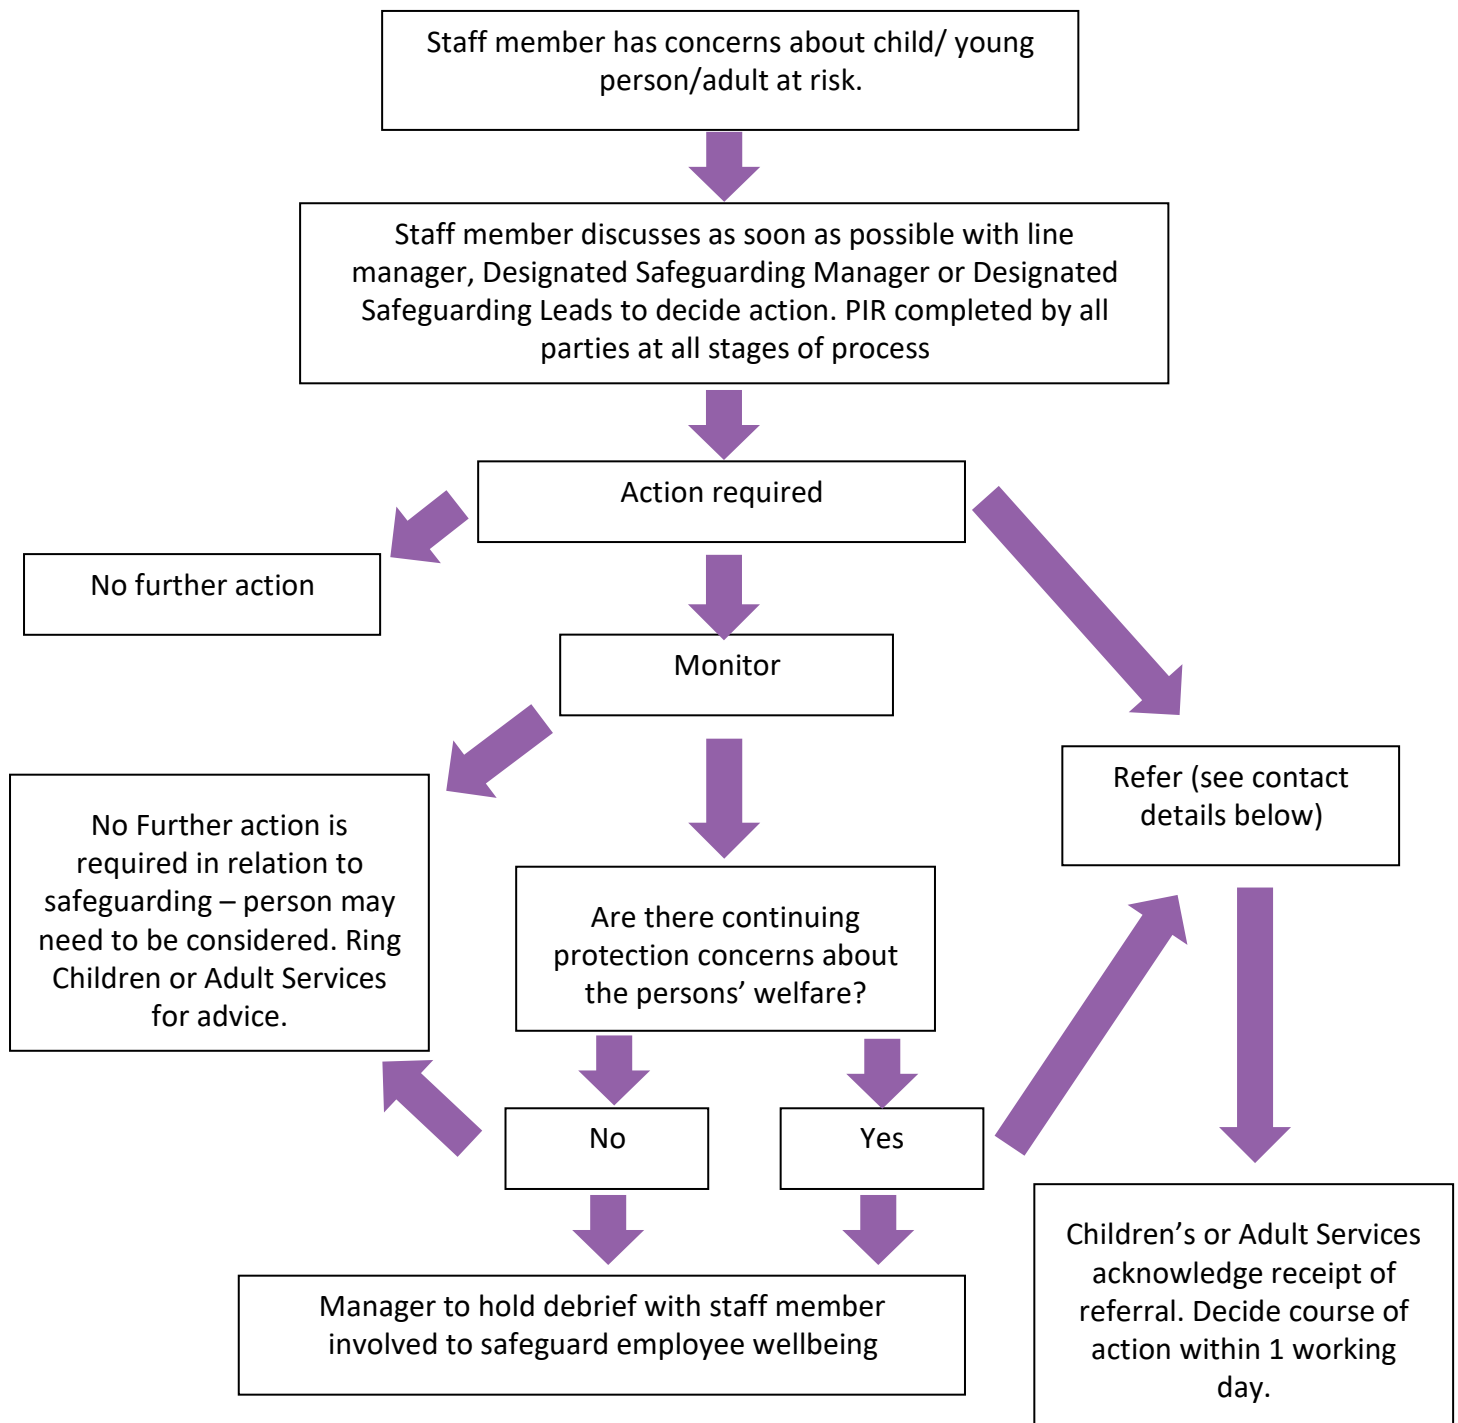 Staff member has concerns about child/ young
person/adult at risk.
Staff member discusses as soon as possible with line
manager, Designated Safeguarding Manager or Designated
Safeguarding Leads to decide action. PIR completed by all
parties at all stages of process
Action required
No further action
Monitor
Refer (see contact
details below)
No Further action is
required in relation to
safeguarding – person may
need to be considered. Ring
Children or Adult Services
for advice.
Are there continuing
protection concerns about
the persons’ welfare?
No
Yes
Children’s or Adult Services
acknowledge receipt of
referral. Decide course of
action within 1 working
day.
Manager to hold debrief with staff member
involved to safeguard employee wellbeing